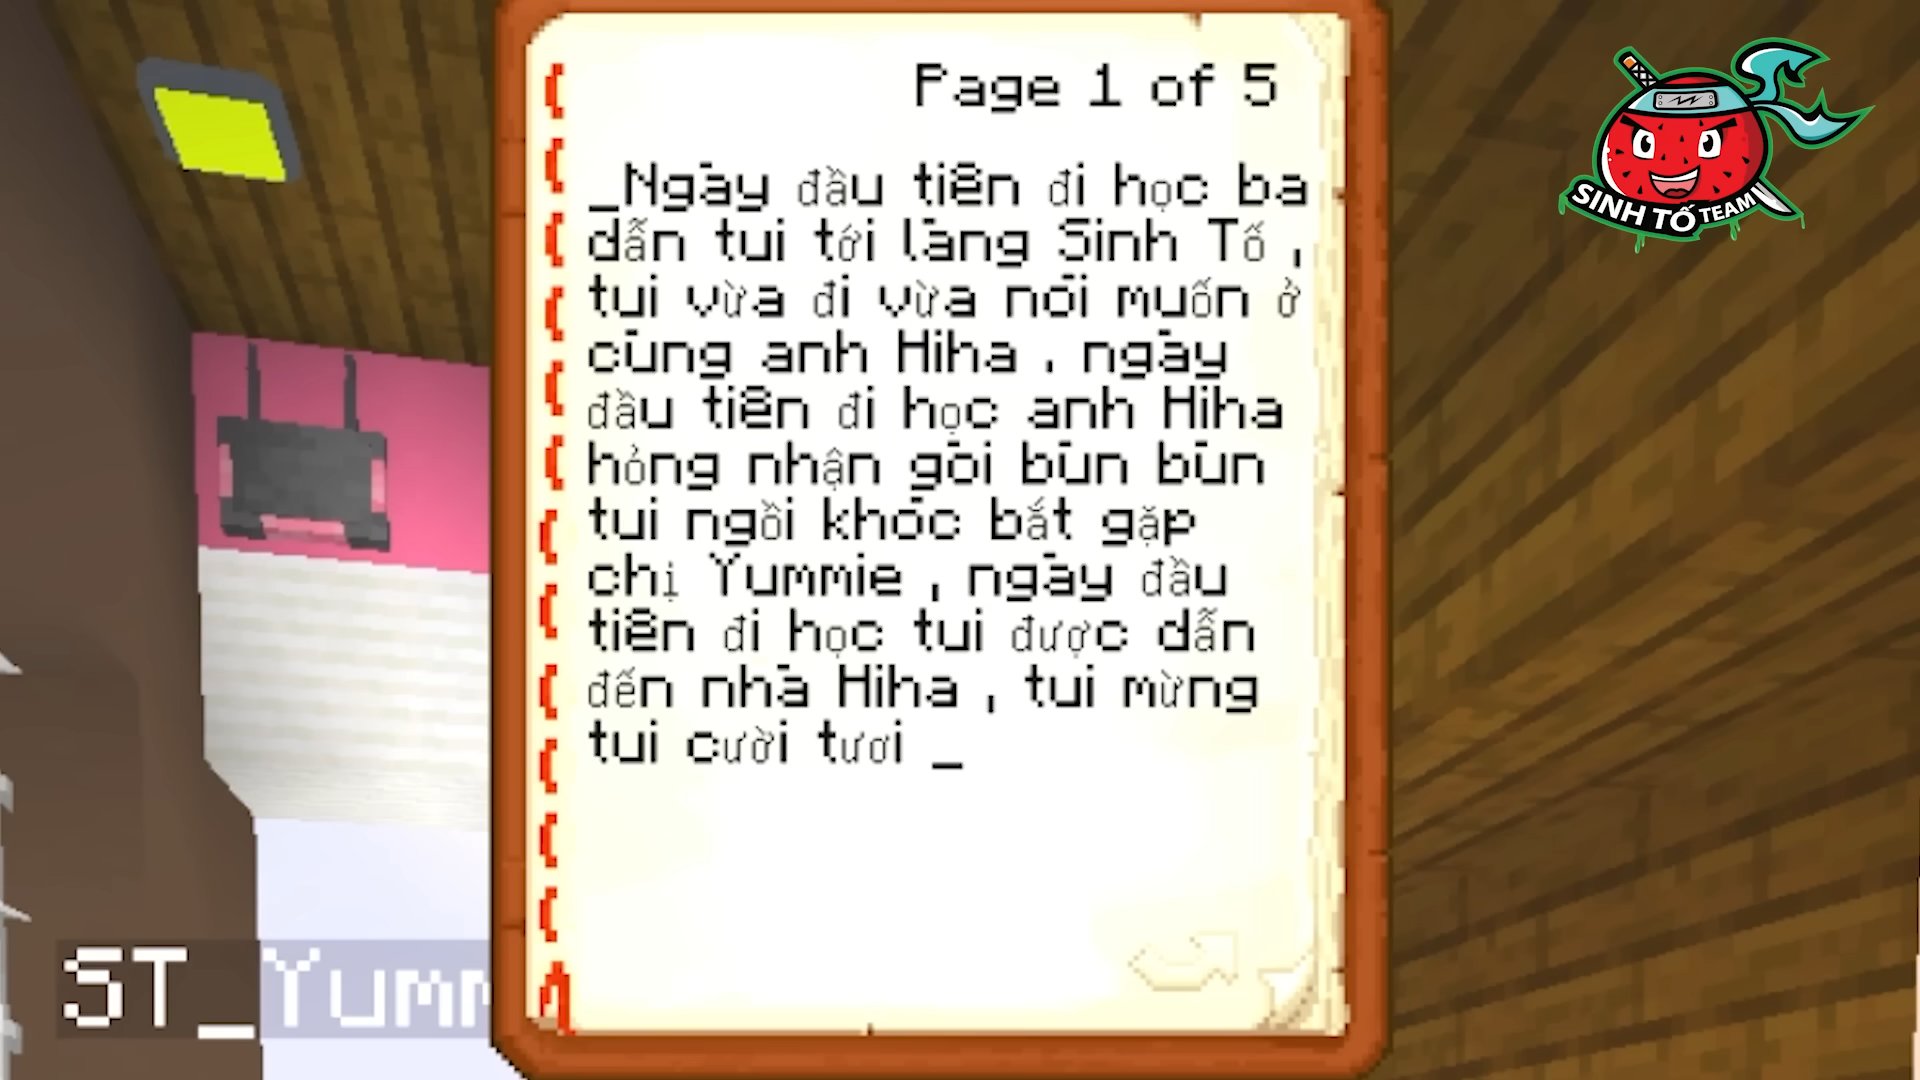 Page 1 of 5
_Ngày đầu tiên đi học ba
dẫn tui tới làng Sinh Tố ,
tui vừa đi vừa nói muốn ở
cùng anh Hiha . ngày
đầu tiên đi học anh Hiha
hỏng nhận gòi bùn bùn
tui ngồi khóc bắt gặp
chị Yummie , ngày đầu
tiên đi học tui được dẫn
đến nhà Hiha , tui mừng
tui cười tươi _
SINH TỐ TEAM
ST_Yumm